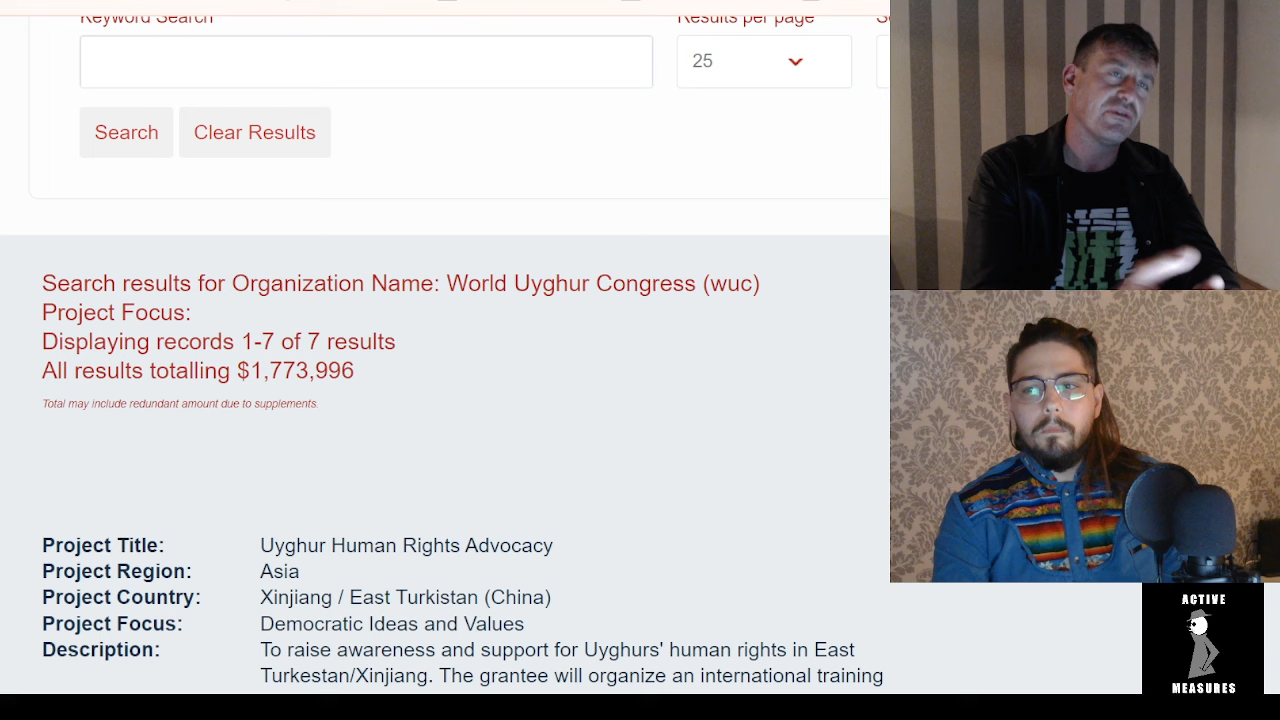 Keyword Search
Results per page
25
Search
Clear Results
Search results for Organization Name: World Uyghur Congress (wuc)
Project Focus:
Displaying records 1-7 of 7 results
All results totalling $1,773,996
Total may include redundant amount due to supplements.
Project Title: Uyghur Human Rights Advocacy
Project Region: Asia
Project Country: Xinjiang / East Turkistan (China)
Project Focus: Democratic Ideas and Values
Description: To raise awareness and support for Uyghurs' human rights in East
Turkestan/Xinjiang. The grantee will organize an international training
ACTIVE
MEASURES